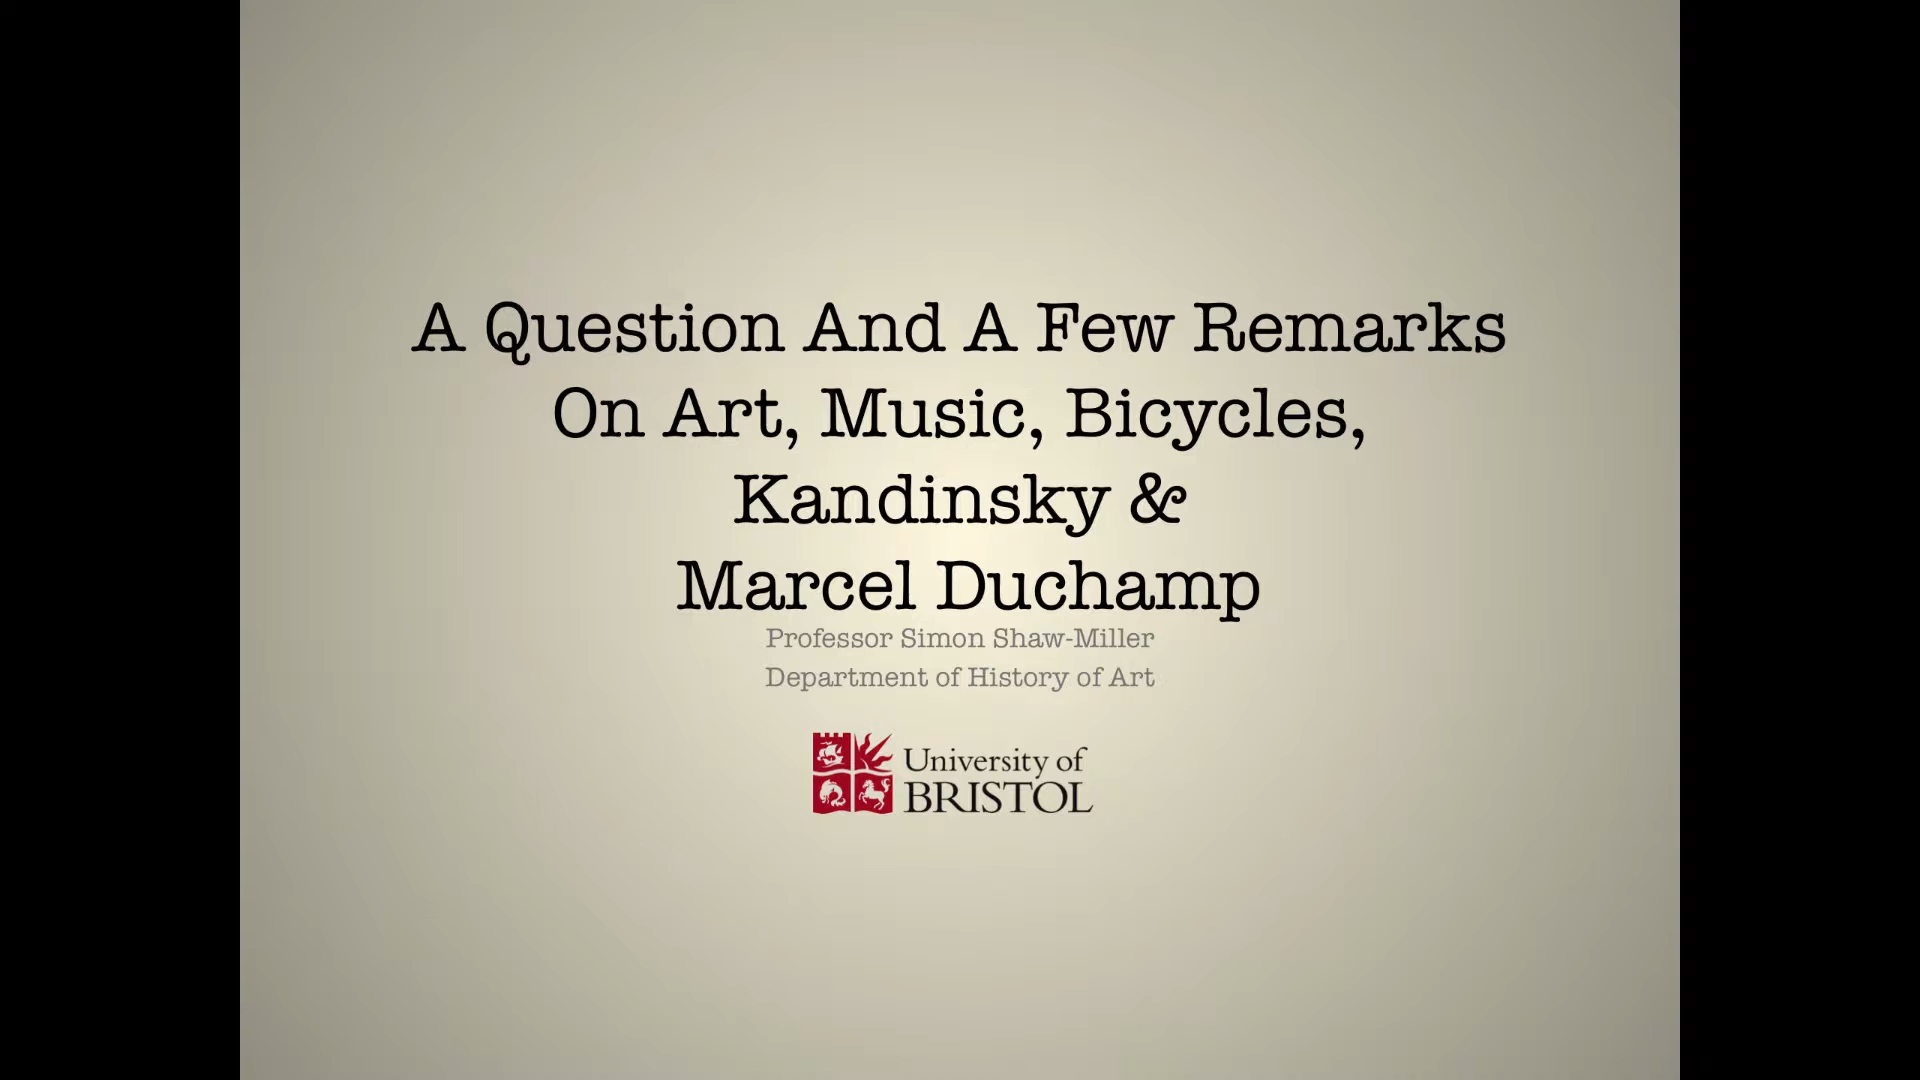 A Question And A Few Remarks
On Art, Music, Bicycles,
Kandinsky &
Marcel Duchamp
Professor Simon Shaw-Miller
Department of History of Art
University of
BRISTOL